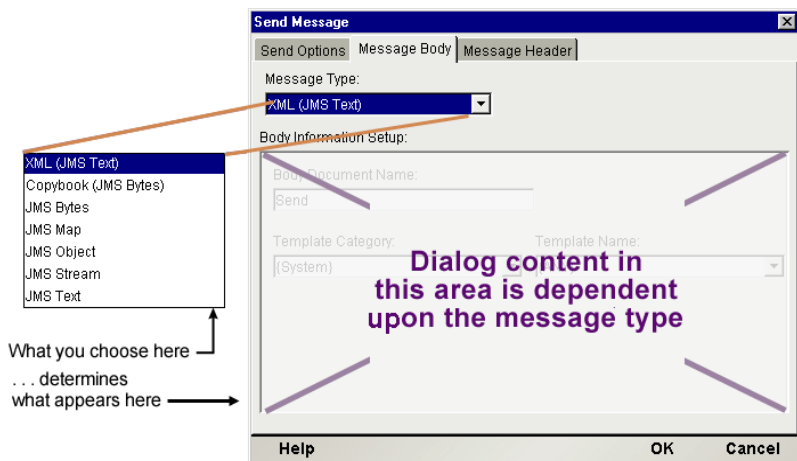 Send Message
Send Options Message Body Message Header
Message Type:
XML (JMS Text)
Body Information Setup:
XML (JMS Text)
Copybook (JMS Bytes)
JMS Bytes
JMS Map
JMS Object
JMS Stream
JMS Text
Body Document Name:
Send
Template Category: Template Name:
(System)
Dialog content in
this area is dependent
upon the message type
What you choose here
. . . determines
what appears here
Help OK Cancel